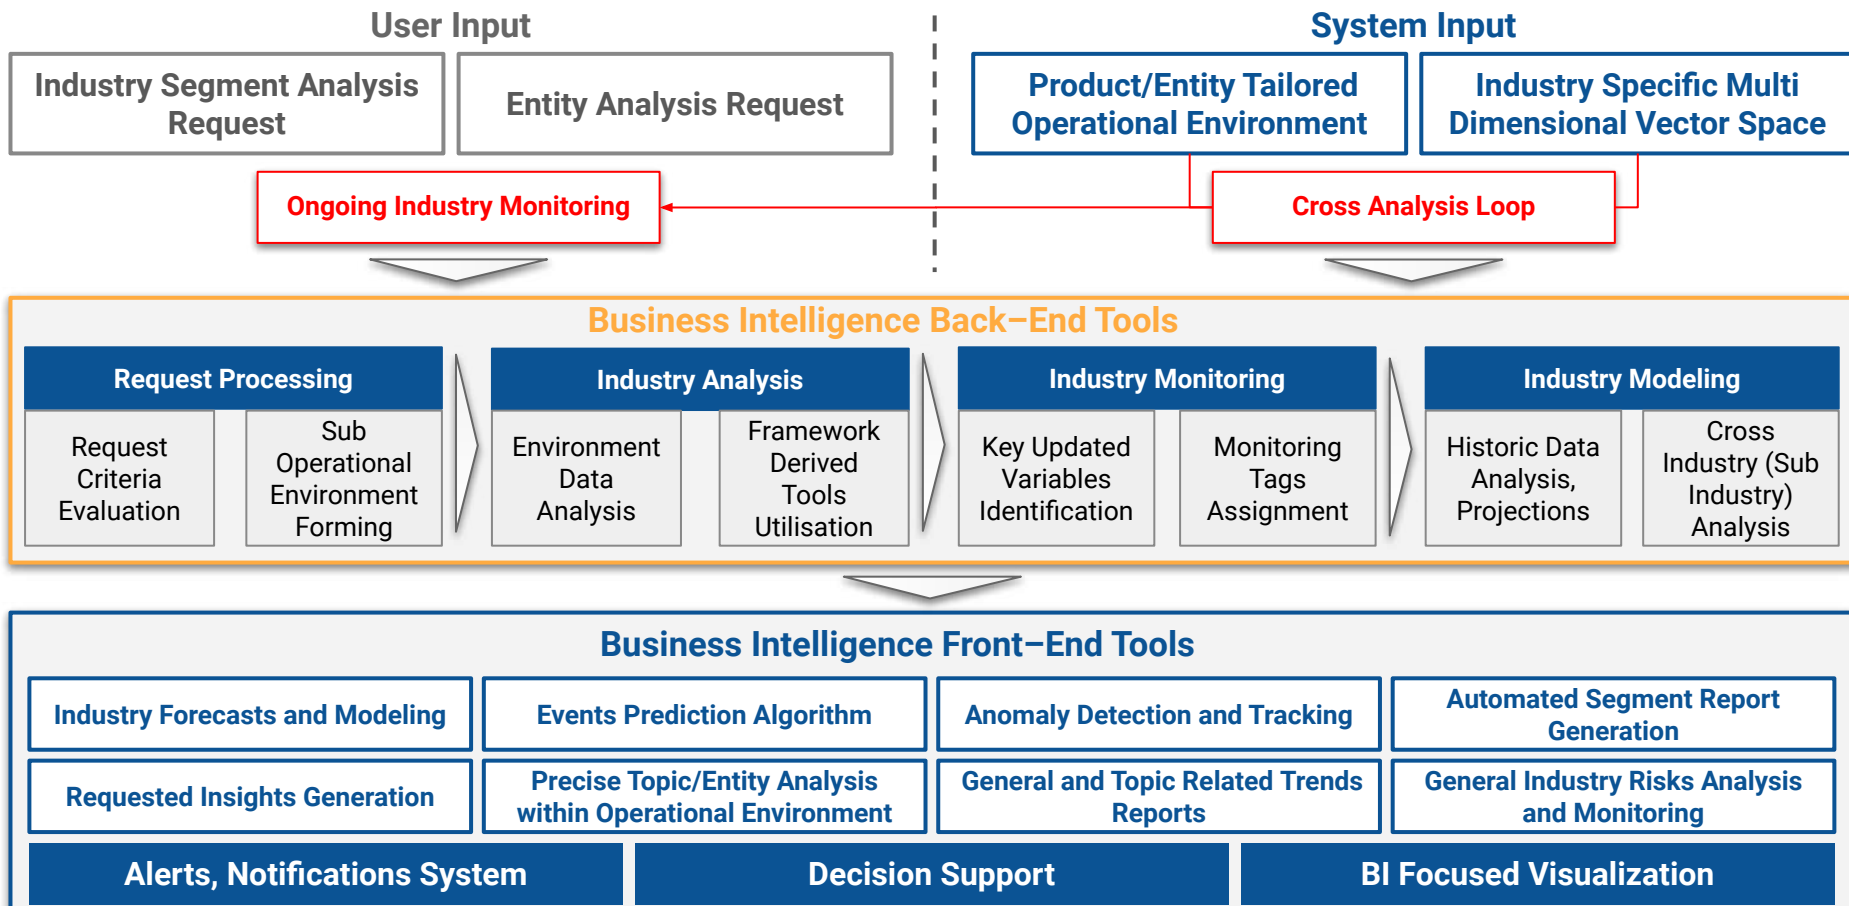 User Input
System Input
Industry Segment Analysis
Request
Entity Analysis Request
Product/Entity Tailored
Operational Environment
Industry Specific Multi
Dimensional Vector Space
Ongoing Industry Monitoring
Cross Analysis Loop
Business Intelligence Back–End Tools
Request Processing
Request
Criteria
Evaluation
Sub
Operational
Environment
Forming
Industry Analysis
Environment
Data
Analysis
Framework
Derived
Tools
Utilisation
Industry Monitoring
Key Updated
Variables
Identification
Monitoring
Tags
Assignment
Industry Modeling
Historic Data
Analysis,
Projections
Cross
Industry (Sub
Industry)
Analysis
Business Intelligence Front–End Tools
Industry Forecasts and Modeling
Events Prediction Algorithm
Anomaly Detection and Tracking
Automated Segment Report
Generation
Requested Insights Generation
Precise Topic/Entity Analysis
within Operational Environment
General and Topic Related Trends
Reports
General Industry Risks Analysis
and Monitoring
Alerts, Notifications System
Decision Support
BI Focused Visualization